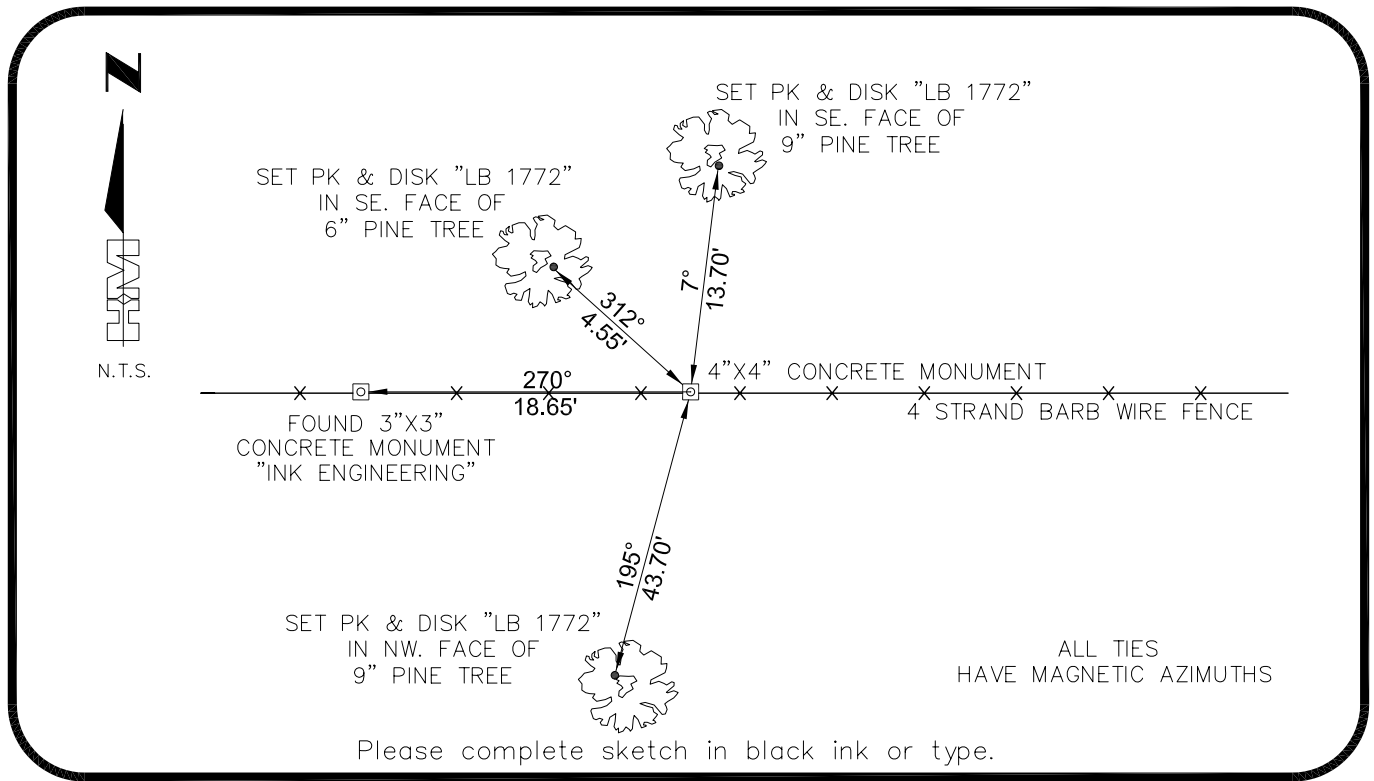 N
SET PK & DISK "LB 1772"
IN SE. FACE OF
9" PINE TREE
SET PK & DISK "LB 1772"
IN SE. FACE OF
6" PINE TREE
HM
N.T.S.
7°
13.70'
312°
4.55'
4"X4" CONCRETE MONUMENT
270°
18.65'
4 STRAND BARB WIRE FENCE
FOUND 3"X3"
CONCRETE MONUMENT
"INK ENGINEERING"
195°
43.70'
SET PK & DISK "LB 1772"
IN NW. FACE OF
9" PINE TREE
ALL TIES
HAVE MAGNETIC AZIMUTHS
Please complete sketch in black ink or type.